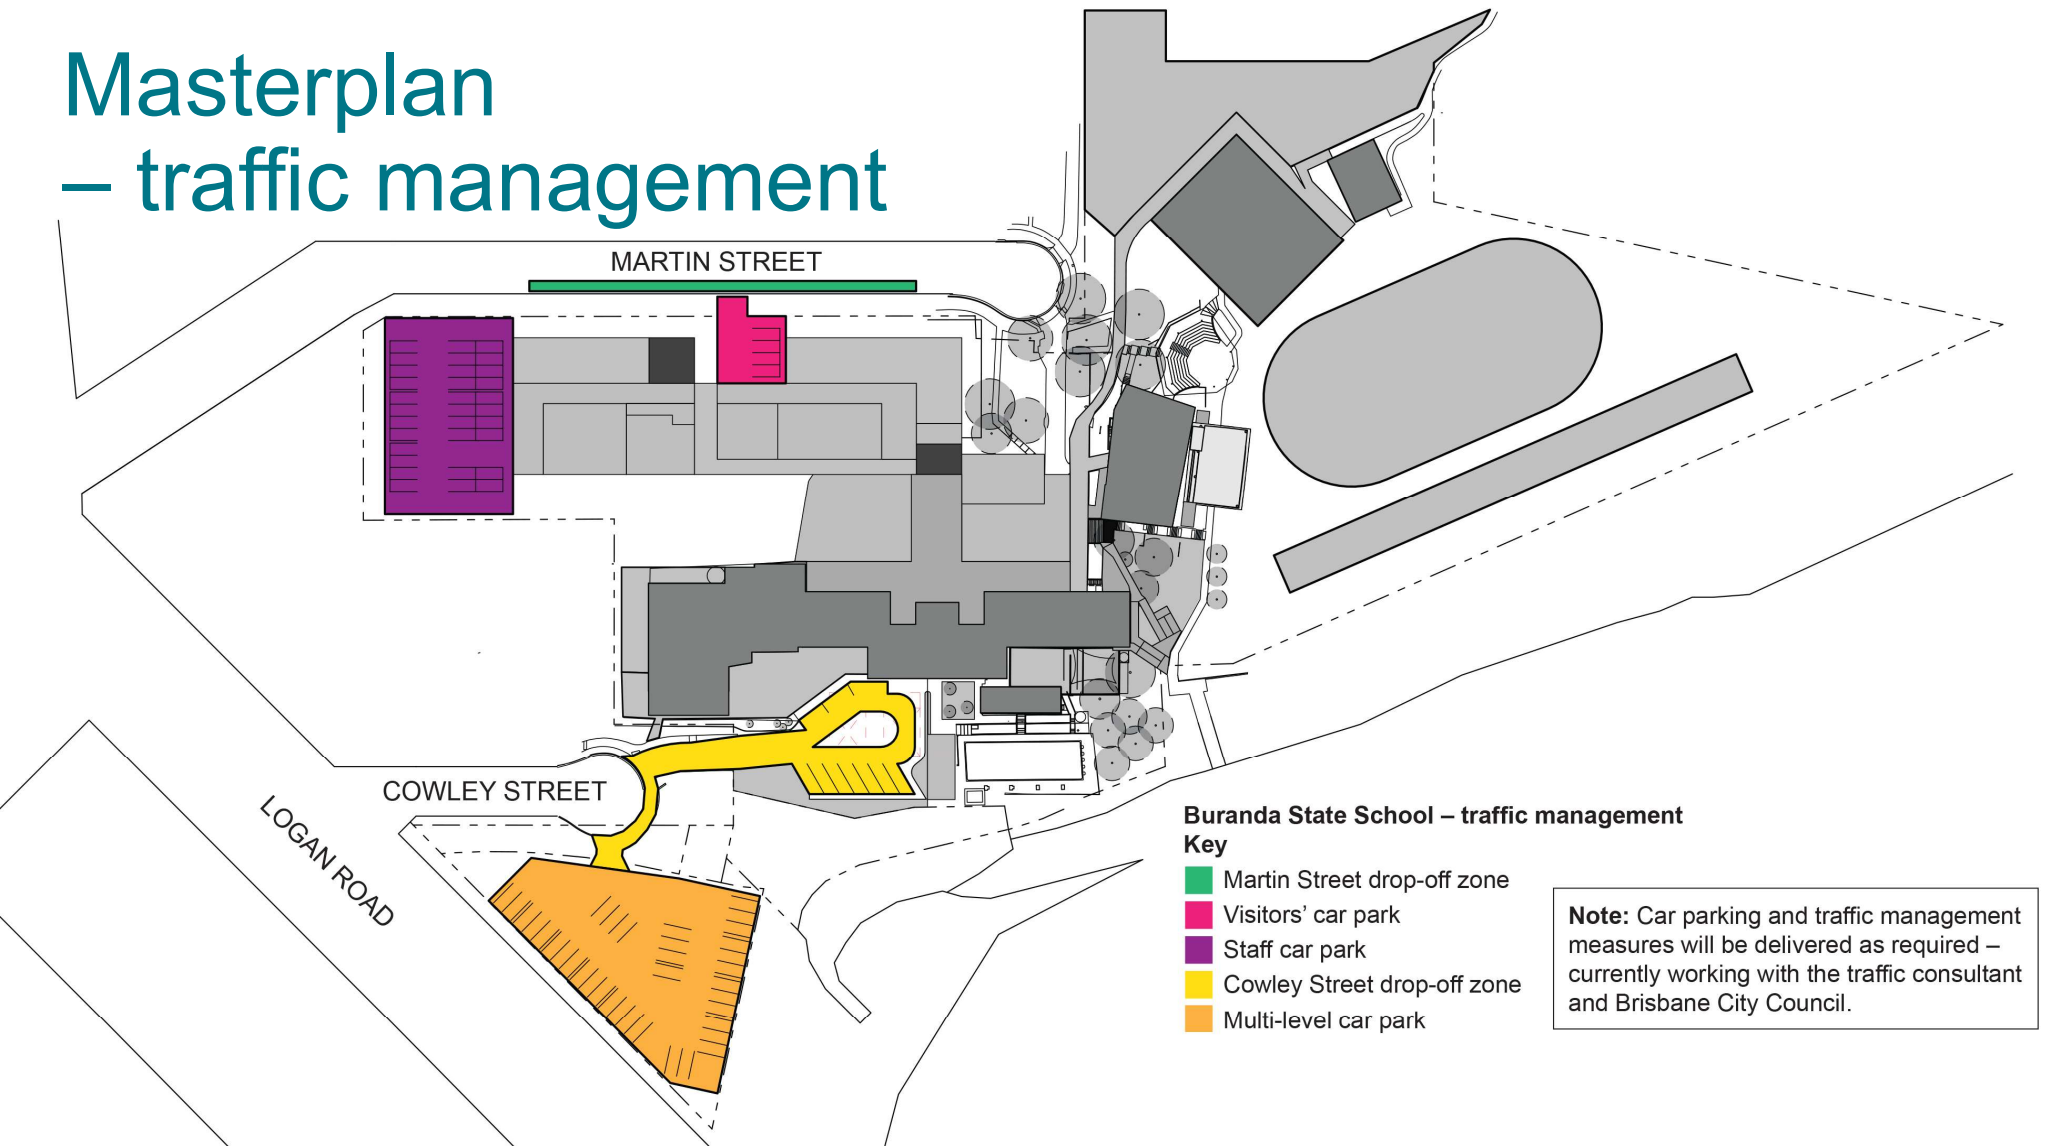 Masterplan
– traffic management
MARTIN STREET
COWLEY STREET
LOGAN ROAD
Buranda State School – traffic management
Key
Martin Street drop-off zone
Visitors’ car park
Staff car park
Cowley Street drop-off zone
Multi-level car park
Note: Car parking and traffic management
measures will be delivered as required –
currently working with the traffic consultant
and Brisbane City Council.